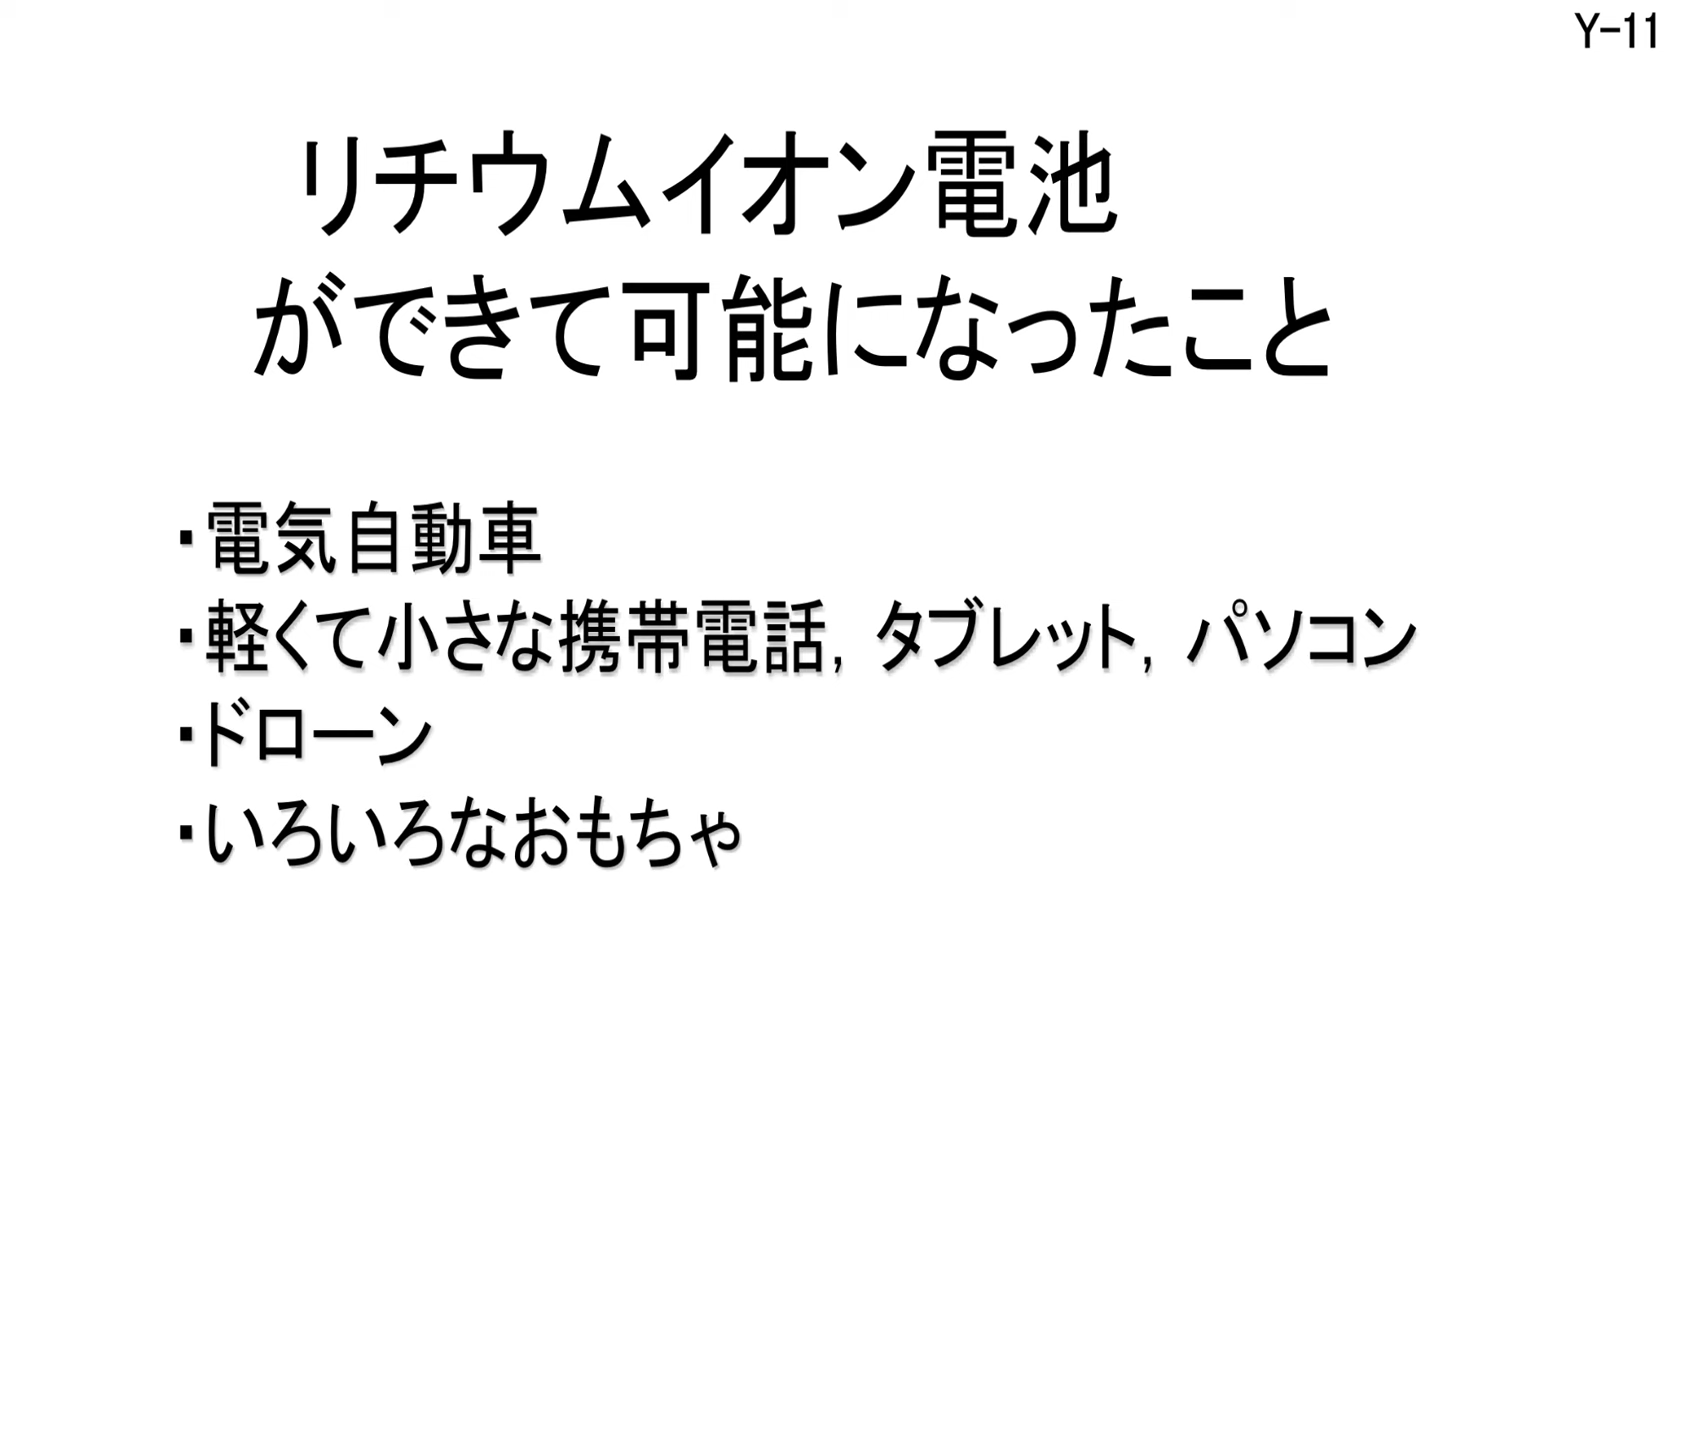 Y-11
リチウムイオン電池
ができて可能になったこと
・電気自動車
・軽くて小さな携帯電話，タブレット，パソコン
・ドローン
・いろいろなおもちゃ